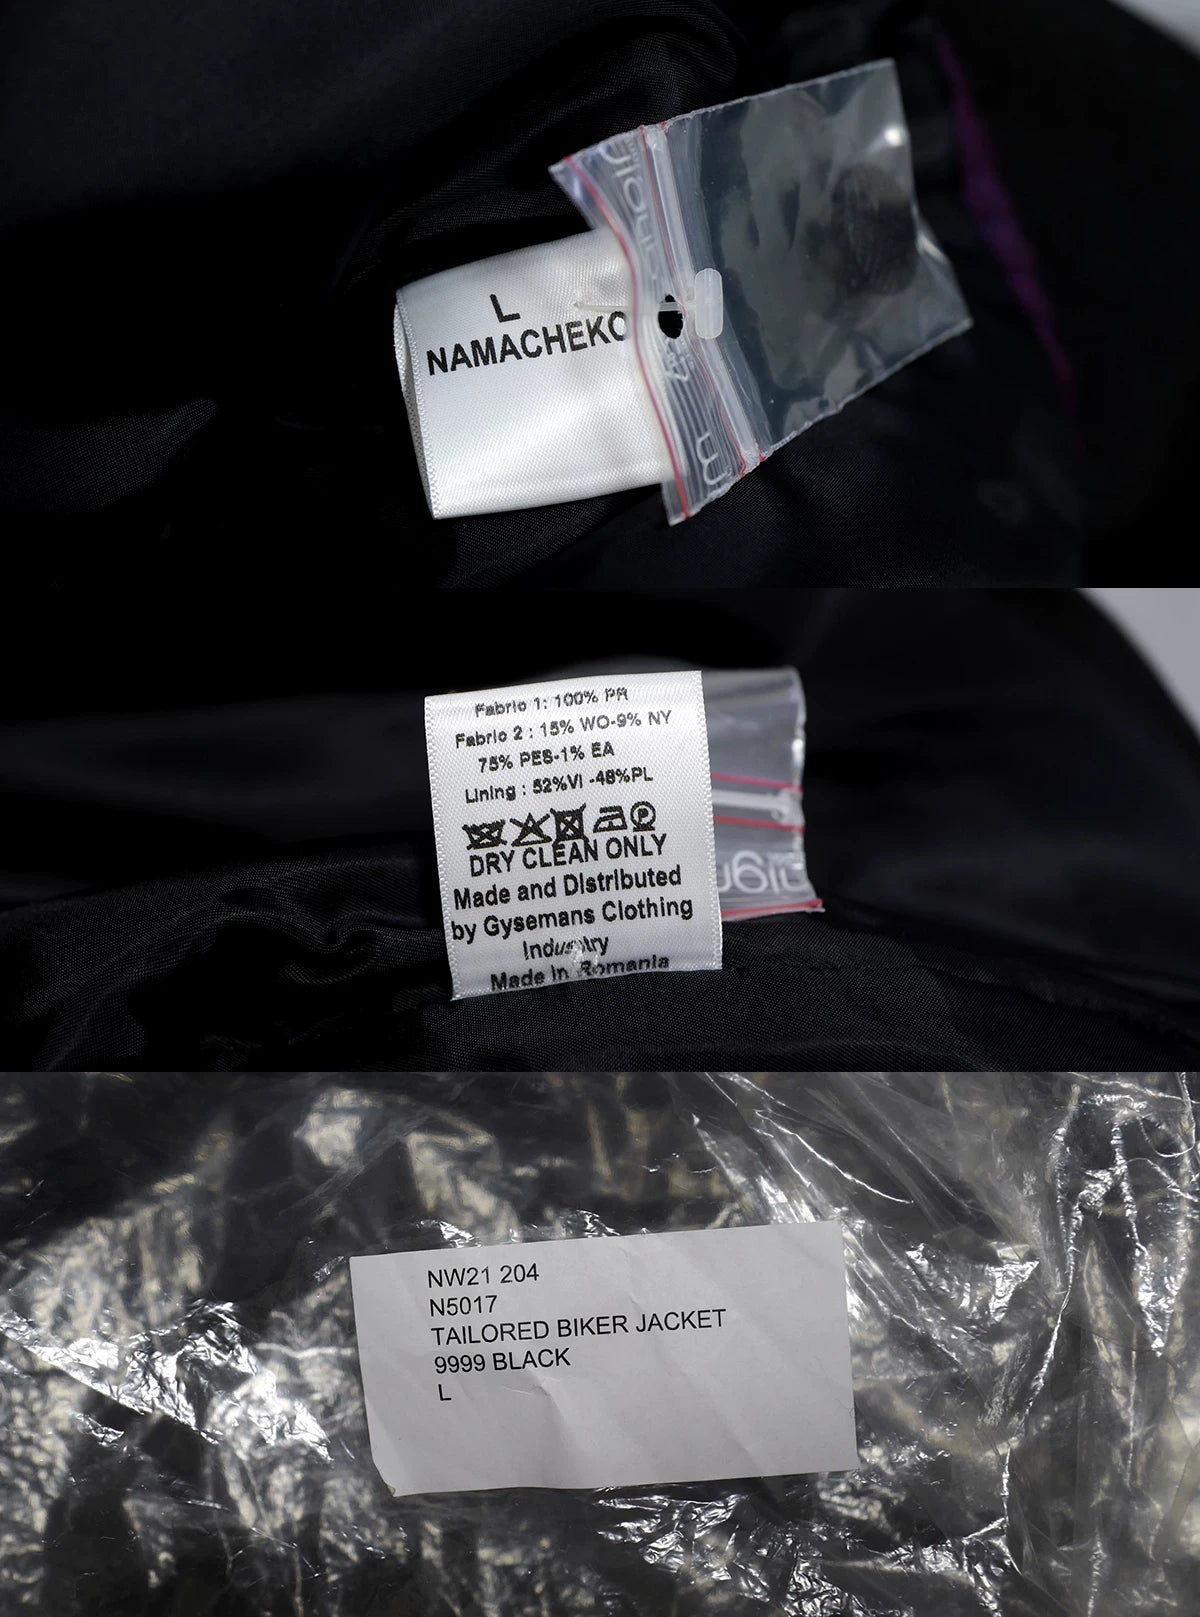 L
NAMACHEKO
Fabric 1: 100% PR
Fabric 2 : 15% WO-9% NY
75% PES-1% EA
Lining : 52%VI -48%PL
DRY CLEAN ONLY
Made and Distributed
by Gysemans Clothing
Industry
Made in Romania
NW21 204
N5017
TAILORED BIKER JACKET
9999 BLACK
L